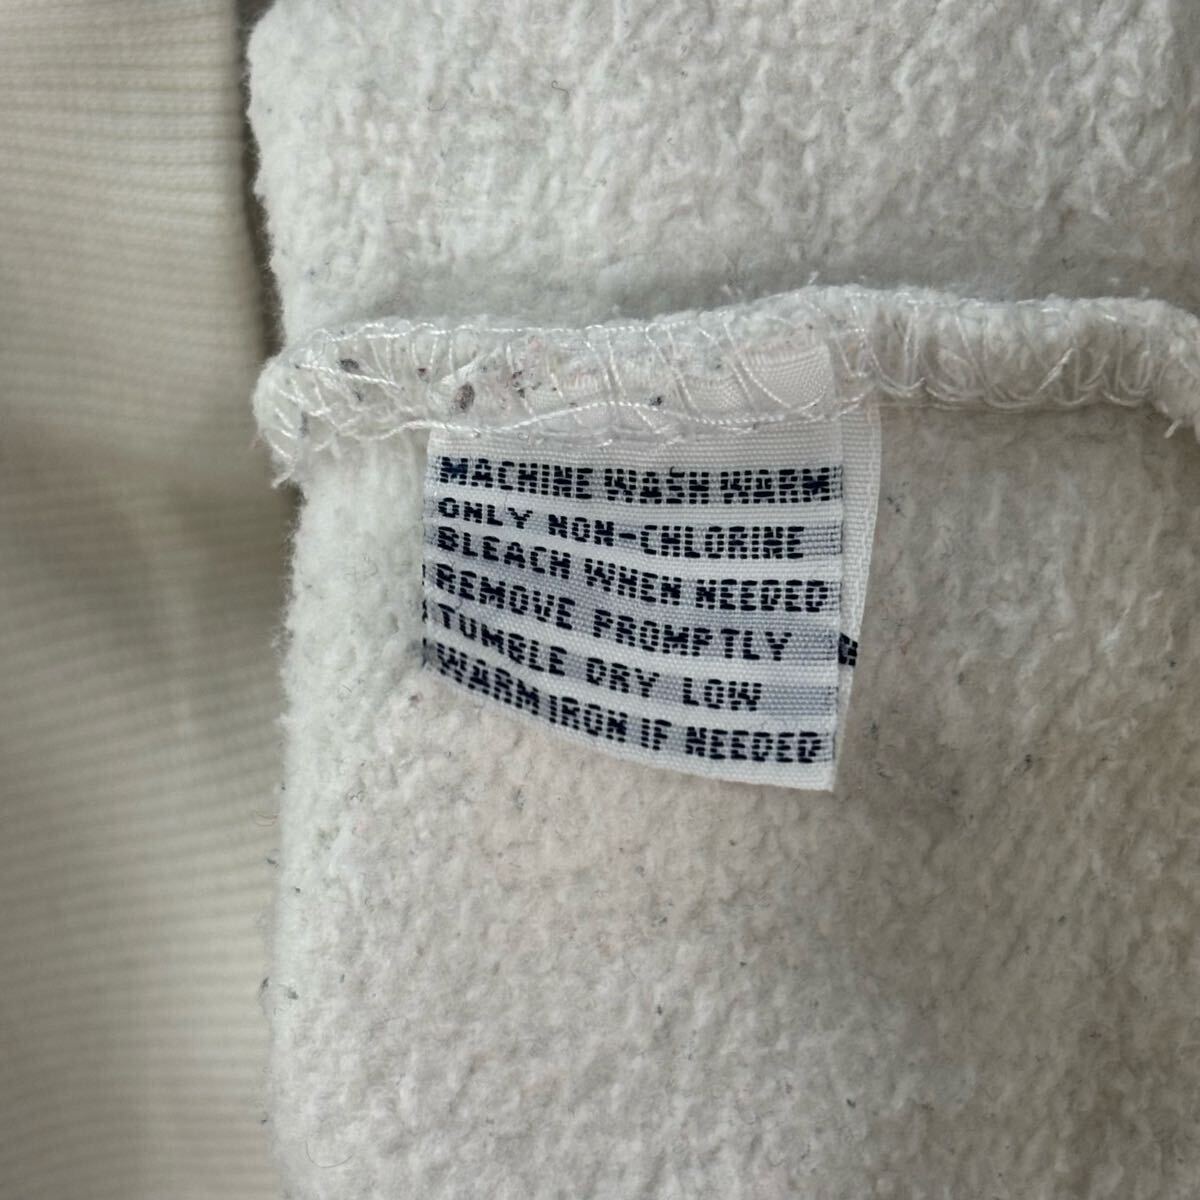 MACHINE WASH WARM
ONLY NON-CHLORINE
BLEACH WHEN NEEDED
REMOVE PROMPTLY
TUMBLE DRY LOW
WARM IRON IF NEEDED